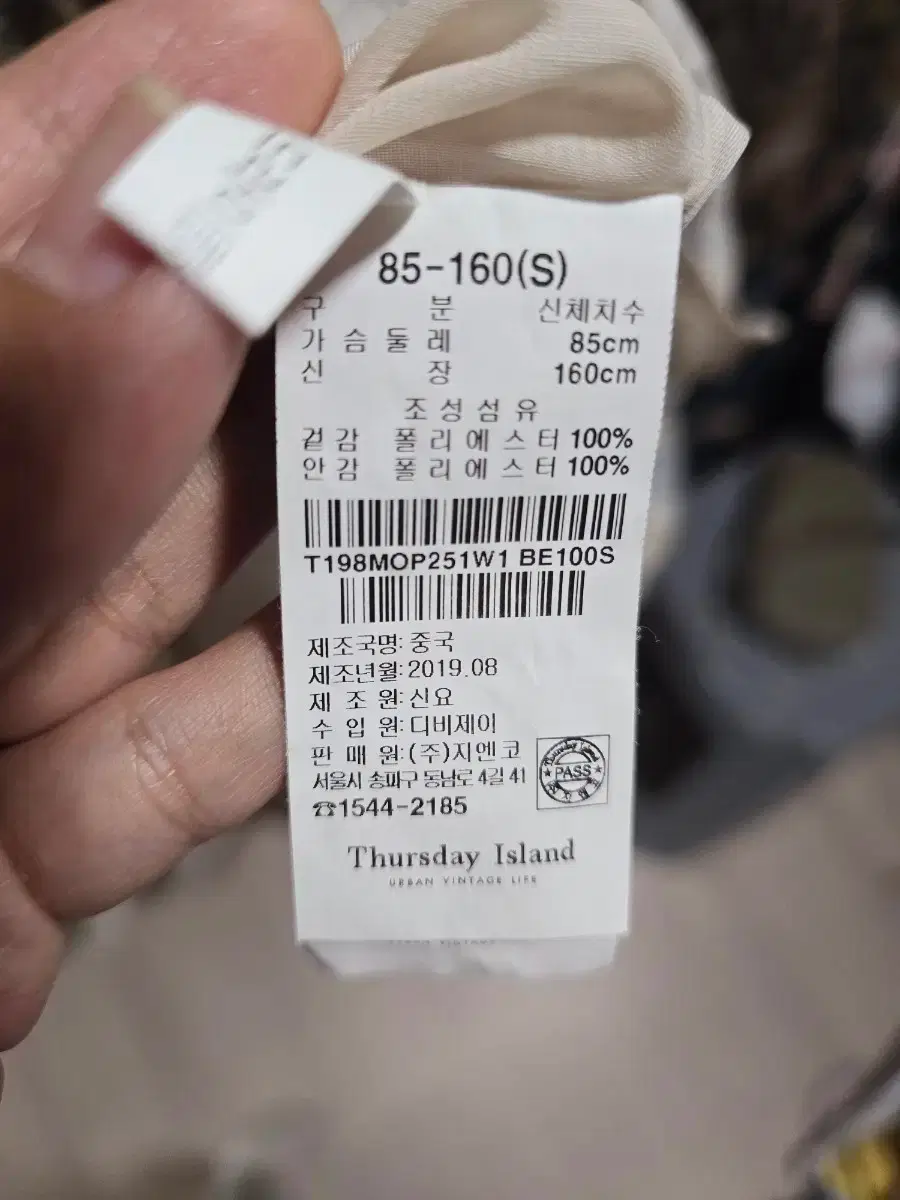 85-160(S)
구 분 신체치수
가 슴 둘 레 85cm
신 장 160cm
조 성 섬 유
겉 감 폴 리 에 스 터 100%
안 감 폴 리 에 스 터 100%
T198MOP251W1 BE100S
제조국명: 중국
제조년월: 2019.08
제 조 원: 신요
수 입 원: 디비제이
판 매 원: (주)지엔코
서울시 송파구 동남로 4길 41
☎1544-2185
Thursday Island
PASS
Thursday Island
URBAN VINTAGE LIFE